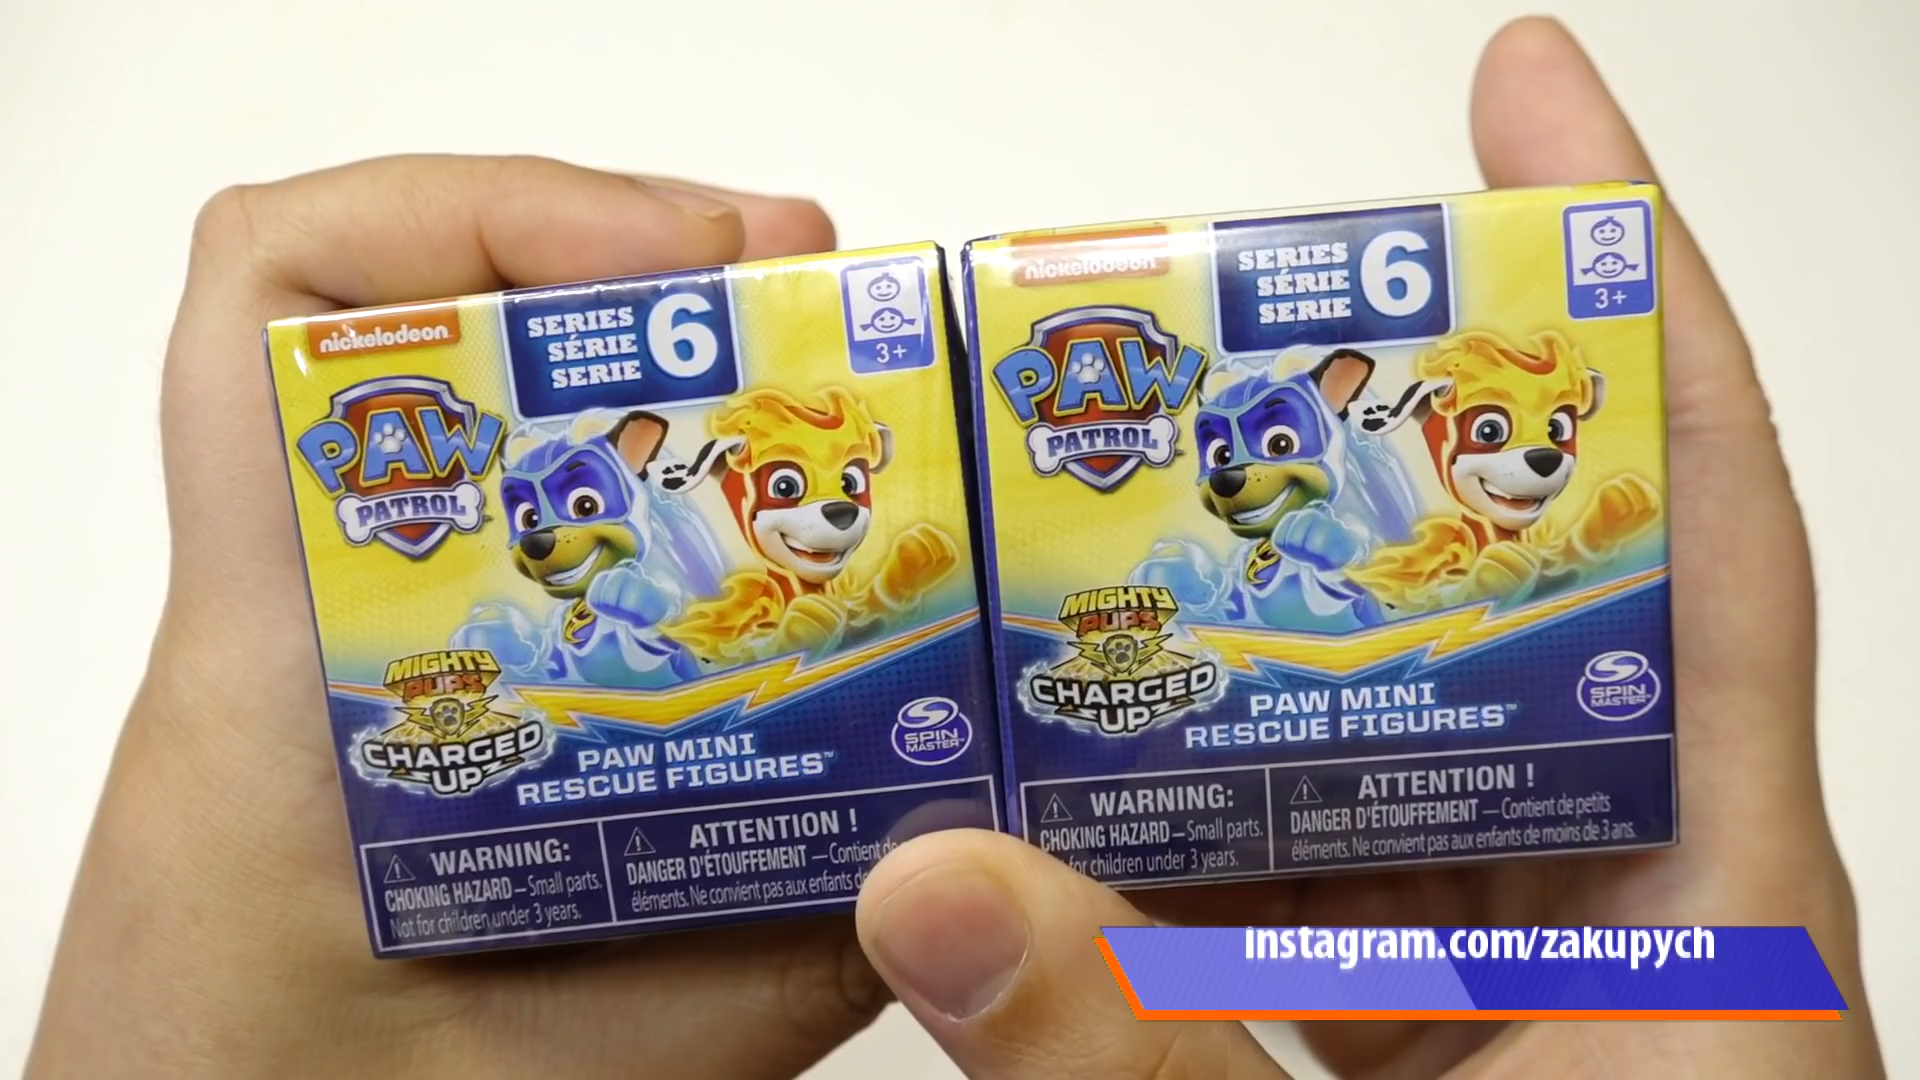 nickelodeon
SERIES
SÉRIE
SERIE
6
3+
PAW
PATROL
MIGHTY
PUPS
CHARGED
UP
PAW MINI
RESCUE FIGURES™
SPIN
MASTER™
WARNING:
CHOKING HAZARD – Small parts.
Not for children under 3 years.
ATTENTION !
DANGER D'ÉTOUFFEMENT — Contient de
éléments. Ne convient pas aux enfants de
nickelodeon
SERIES
SÉRIE
SERIE
6
3+
PAW
PATROL
MIGHTY
PUPS
CHARGED
UP
PAW MINI
RESCUE FIGURES™
SPIN
MASTER™
WARNING:
CHOKING HAZARD – Small parts.
for children under 3 years.
ATTENTION !
DANGER D'ÉTOUFFEMENT — Contient de petits
éléments. Ne convient pas aux enfants de moins de 3 ans.
instagram.com/zakupych